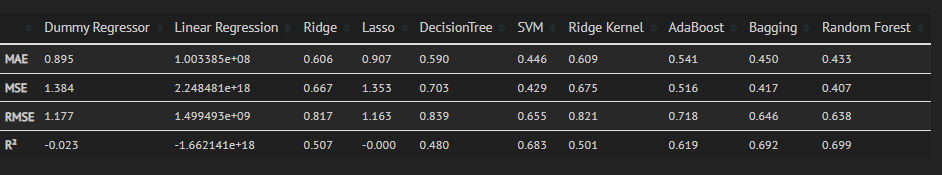 Dummy Regressor Linear Regression Ridge Lasso DecisionTree SVM Ridge Kernel AdaBoost Bagging Random Forest
MAE 0.895 1.003385e+08 0.606 0.907 0.590 0.446 0.609 0.541 0.450 0.433
MSE 1.384 2.248481e+18 0.667 1.353 0.703 0.429 0.675 0.516 0.417 0.407
RMSE 1.177 1.499493e+09 0.817 1.163 0.839 0.655 0.821 0.718 0.646 0.638
R² -0.023 -1.662141e+18 0.507 -0.000 0.480 0.683 0.501 0.619 0.692 0.699